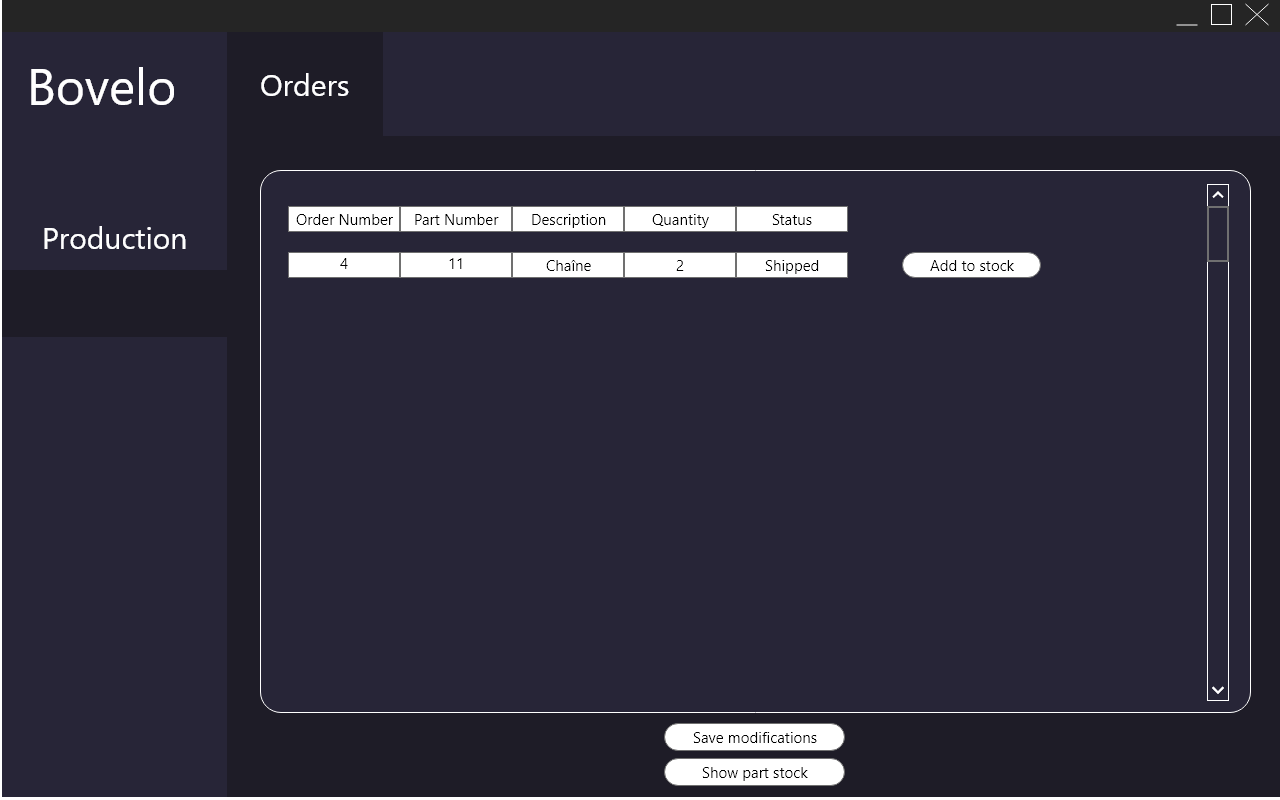 Bovelo
Orders
Production
Order Number Part Number Description Quantity Status
4 11 Chaîne 2 Shipped Add to stock
Save modifications
Show part stock